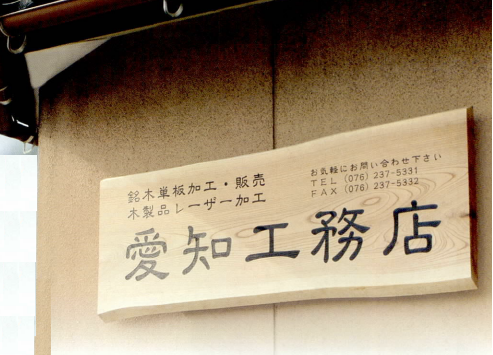 銘木単板加工・販売
木製品レーザー加工
お気軽にお問い合わせ下さい
TEL (076) 237-5331
FAX (076) 237-5332
愛知工務店